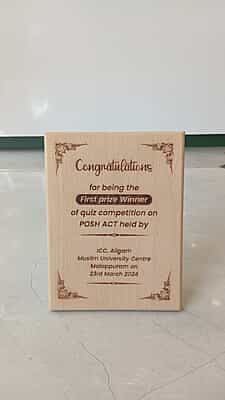 Congratulations
for being the
First prize Winner
of quiz competition on
POSH ACT held by
ICC, Aligarh
Muslim University Centre
Malappuram on
23rd March 2024